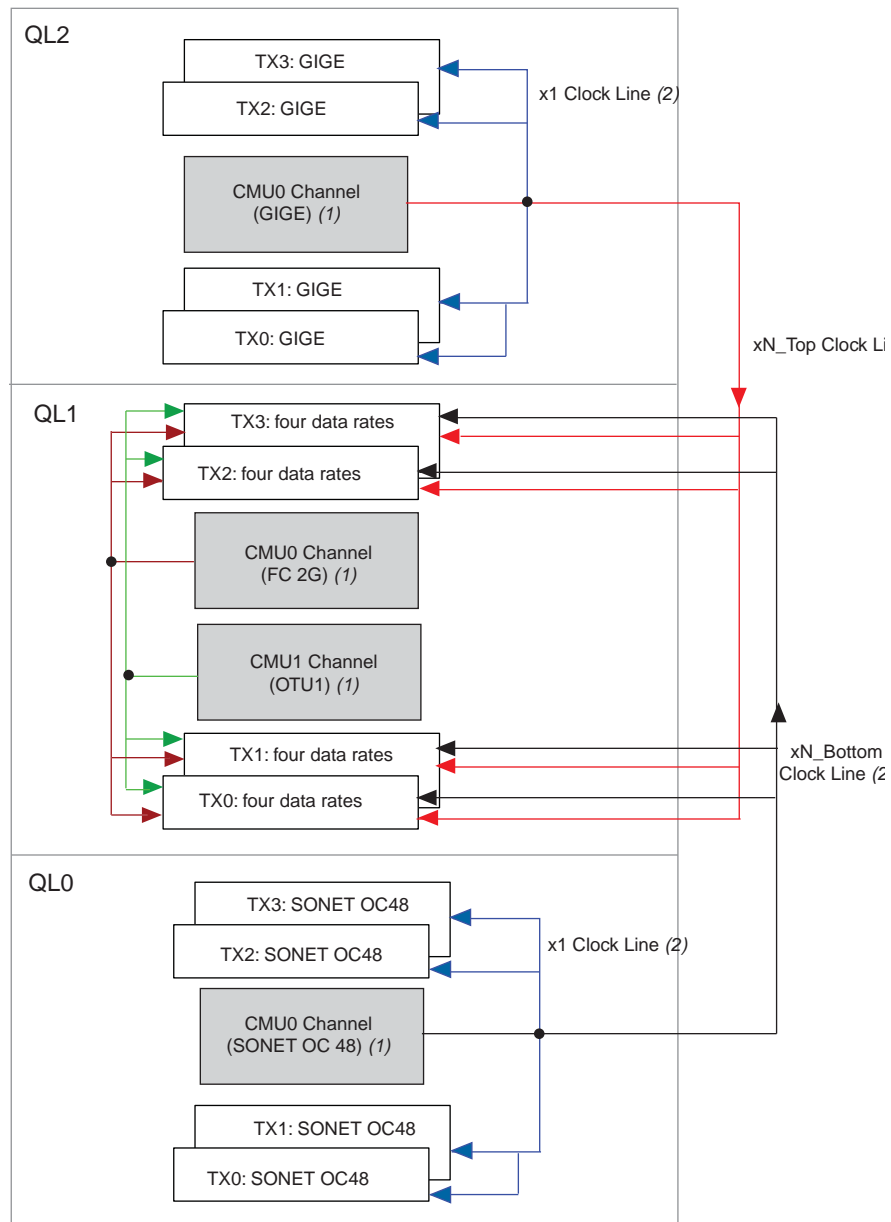 QL2
TX3: GIGE
x1 Clock Line (2)
TX2: GIGE
CMU0 Channel
(GIGE) (1)
TX1: GIGE
TX0: GIGE
xN_Top Clock Li
QL1
TX3: four data rates
TX2: four data rates
CMU0 Channel
(FC 2G) (1)
CMU1 Channel
(OTU1) (1)
TX1: four data rates
xN_Bottom
Clock Line (2
TX0: four data rates
QL0
TX3: SONET OC48
x1 Clock Line (2)
TX2: SONET OC48
CMU0 Channel
(SONET OC 48) (1)
TX1: SONET OC48
TX0: SONET OC48